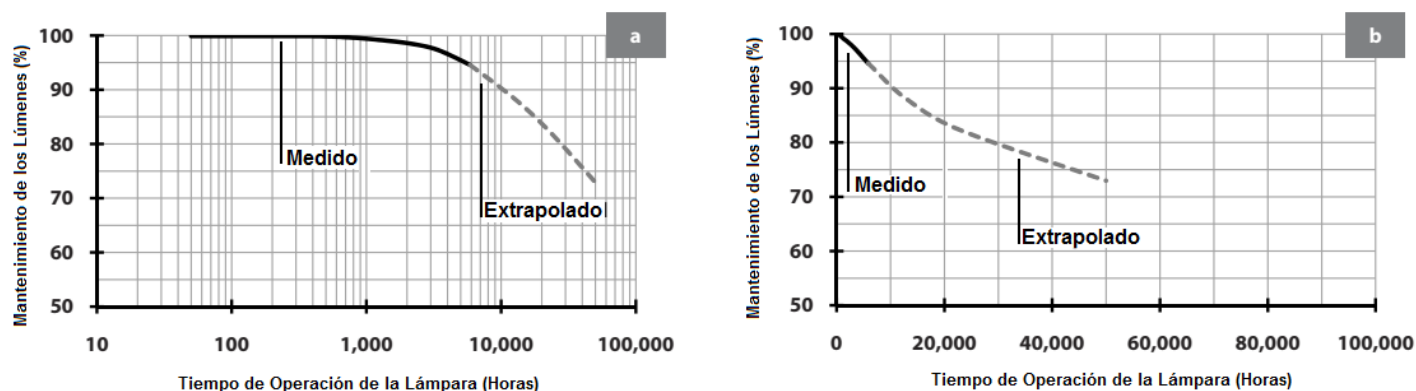 a
Mantenimiento de los Lúmenes (%)
100
90
80
70
60
50
Medido
Extrapolado
10
100
1,000
10,000
100,000
Tiempo de Operación de la Lámpara (Horas)
b
Mantenimiento de los Lúmenes (%)
100
90
80
70
60
50
Medido
Extrapolado
0
20,000
40,000
60,000
80,000
100,000
Tiempo de Operación de la Lámpara (Horas)